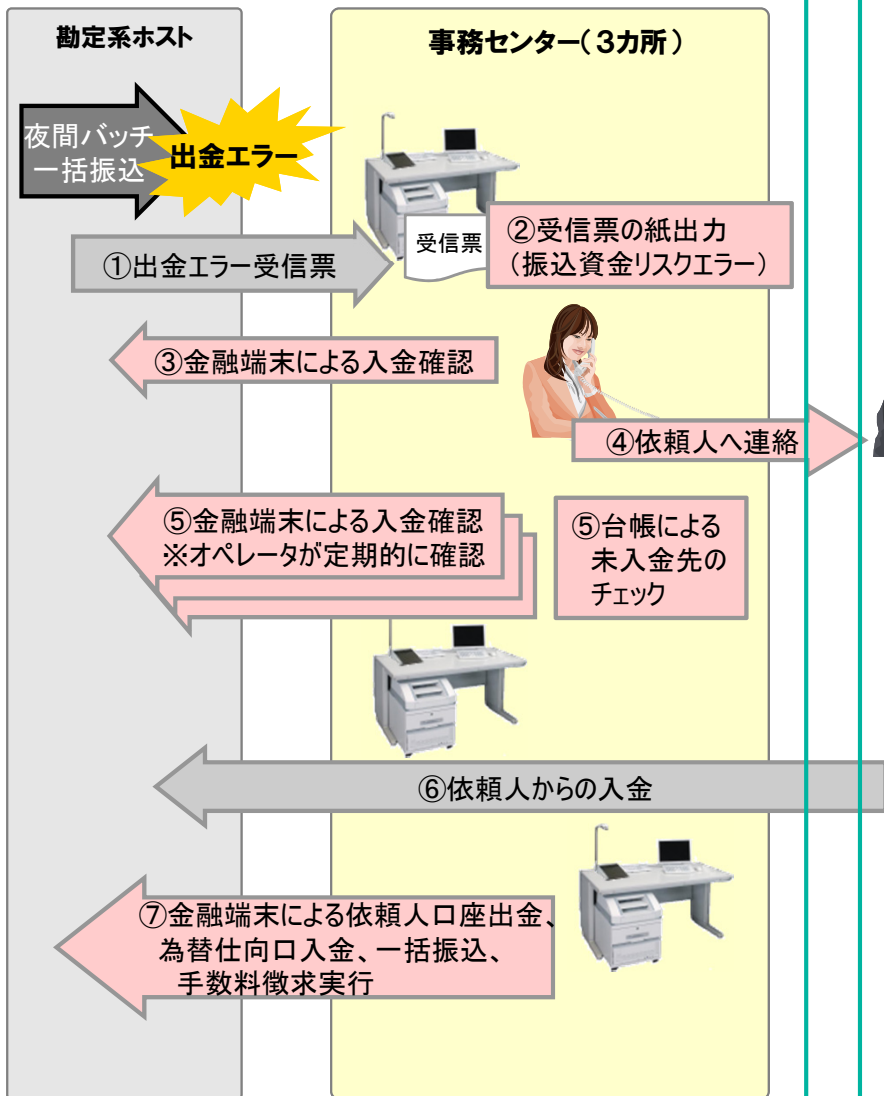 勘定系ホスト
事務センター(3カ所)
夜間バッチ
一括振込
出金エラー
①出金エラー受信票
受信票
②受信票の紙出力
(振込資金リスクエラー)
③金融端末による入金確認
④依頼人へ連絡
⑤金融端末による入金確認
※オペレータが定期的に確認
⑤台帳による
未入金先の
チェック
⑥依頼人からの入金
⑦金融端末による依頼人口座出金、
為替仕向口入金、一括振込、
手数料徴求実行